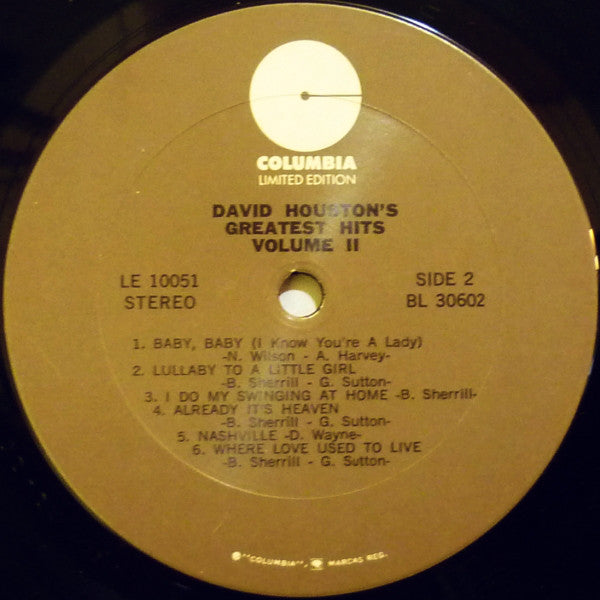 COLUMBIA
LIMITED EDITION
DAVID HOUSTON'S
GREATEST HITS
VOLUME II
LE 10051
STEREO
SIDE 2
BL 30602
1. BABY, BABY (I Know You're A Lady)
-N. Wilson - A. Harvey-
2. LULLABY TO A LITTLE GIRL
-B. Sherrill - G. Sutton-
3. I DO MY SWINGING AT HOME -B. Sherrill-
4. ALREADY IT'S HEAVEN
-B. Sherrill - G. Sutton-
5. NASHVILLE -D. Wayne-
6. WHERE LOVE USED TO LIVE
-B. Sherrill - G. Sutton-
"COLUMBIA", MARCAS REG.